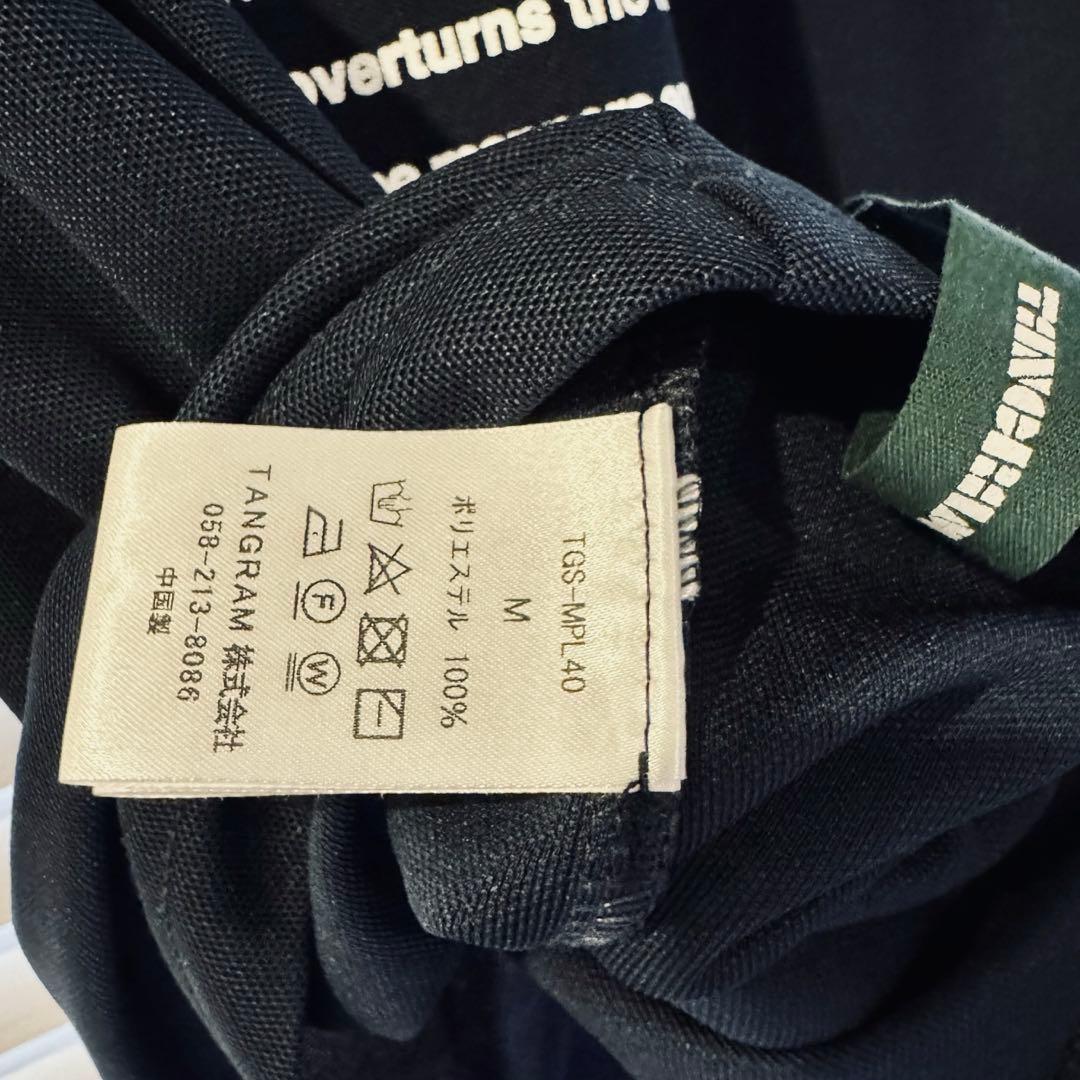 overturns the
TGS-MPL40
M
ポリエステル 100%
F
W
TANGRAM 株式会社
058-213-8086
中国製